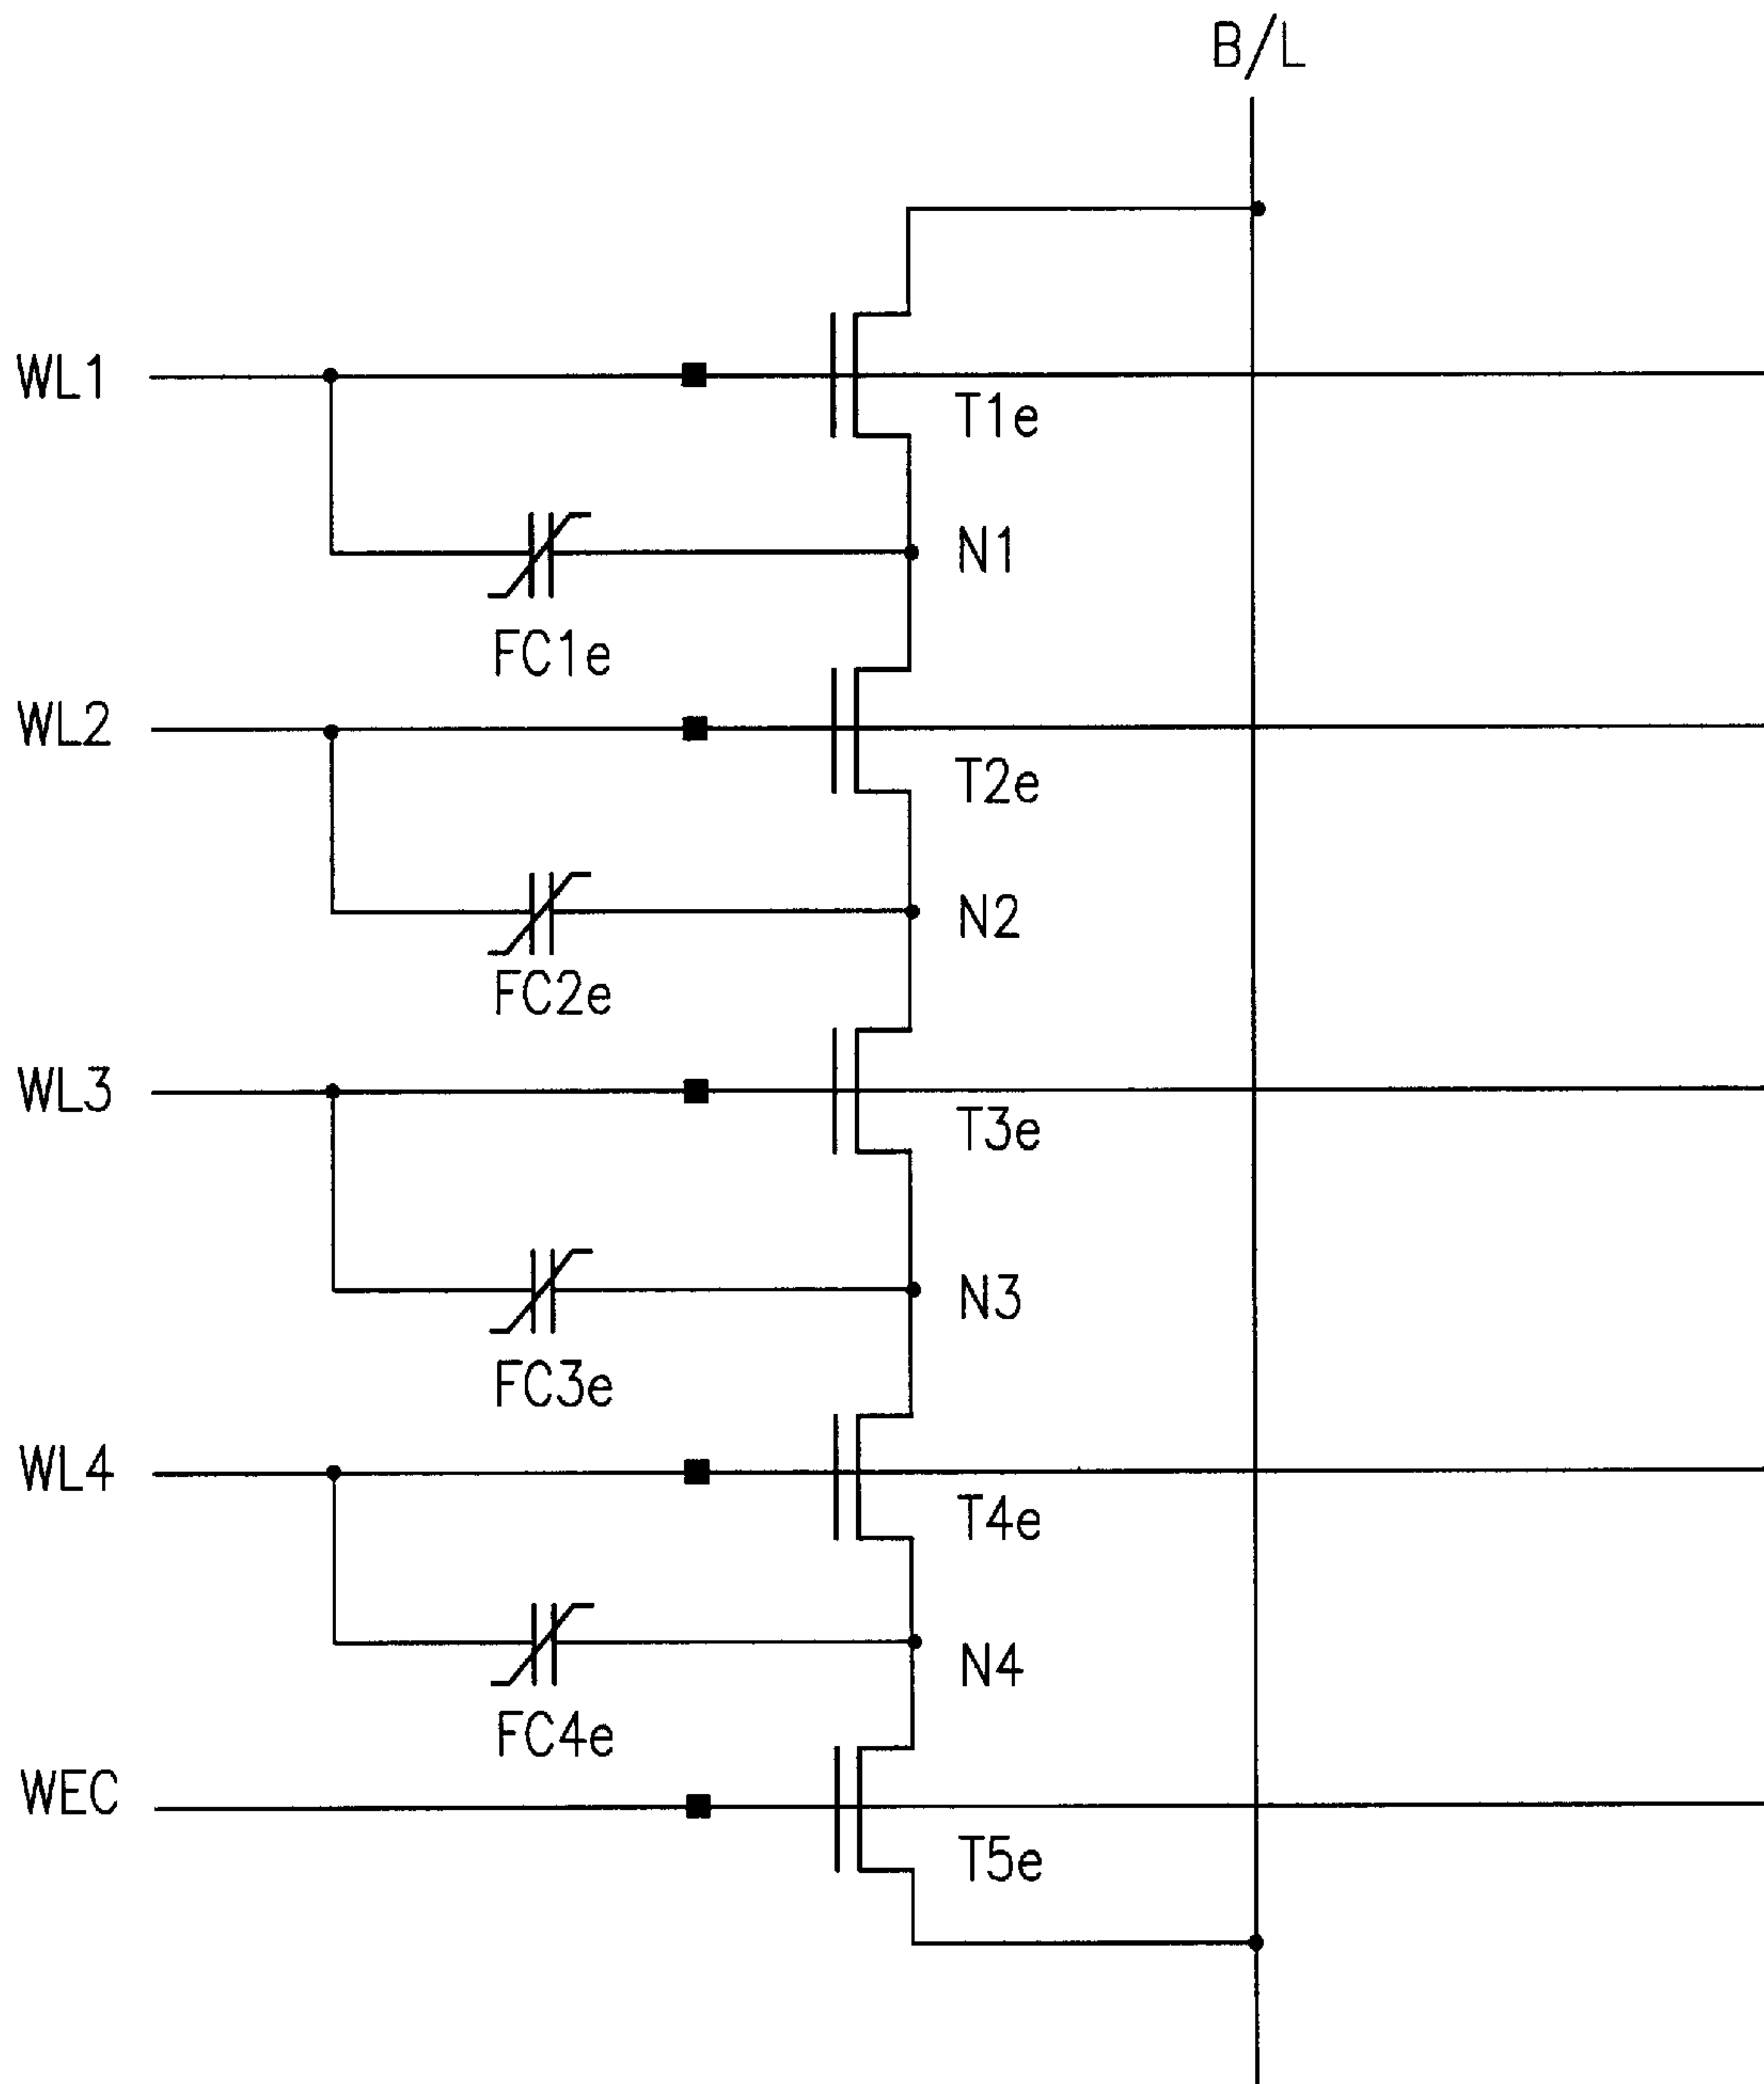 B/L
WL1
T1e
N1
FC1e
WL2
T2e
N2
FC2e
WL3
T3e
N3
FC3e
WL4
T4e
N4
FC4e
WEC
T5e